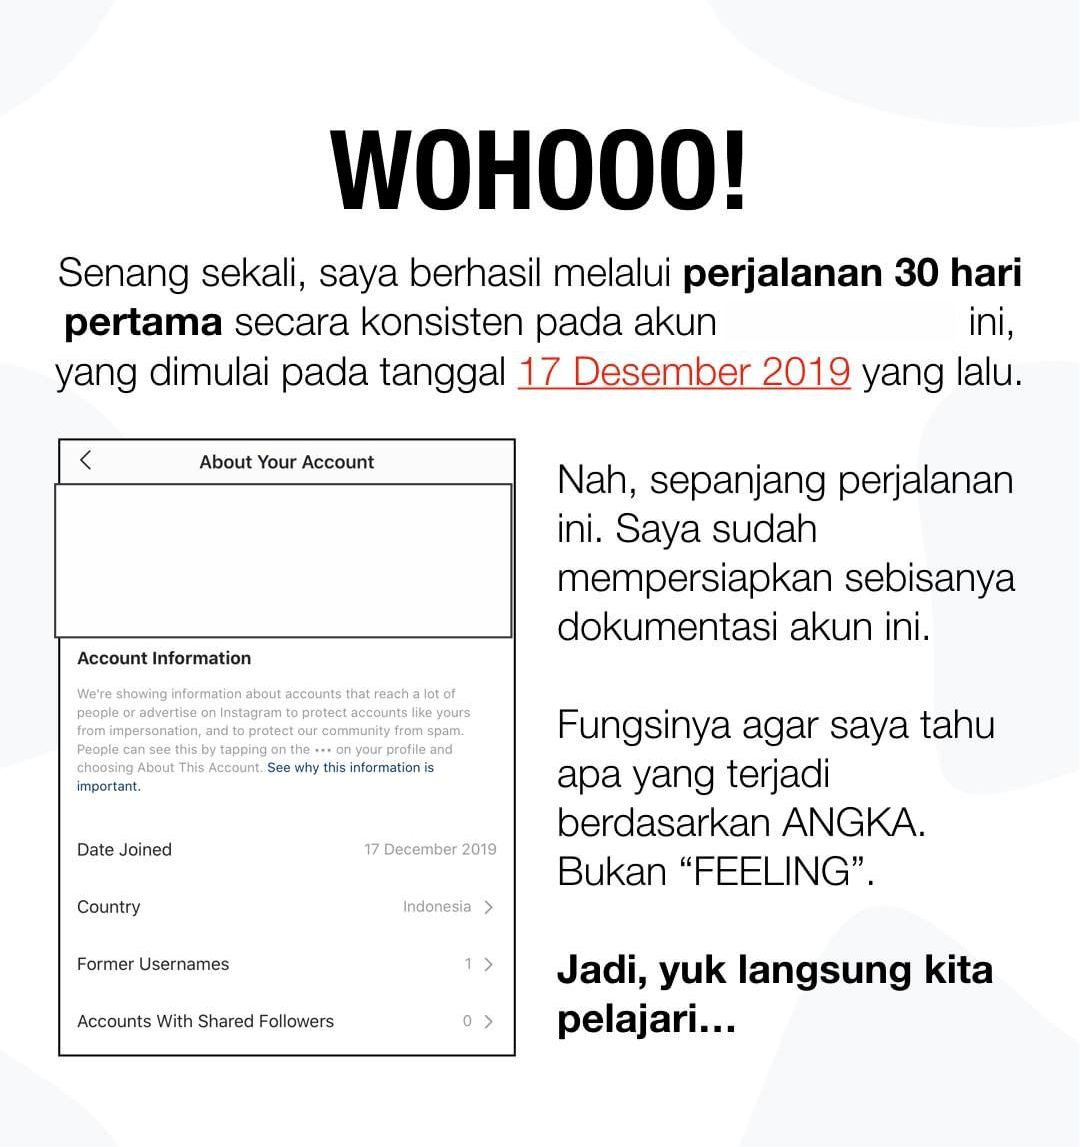 WOHOOO!
Senang sekali, saya berhasil melalui perjalanan 30 hari
pertama secara konsisten pada akun ini,
yang dimulai pada tanggal 17 Desember 2019 yang lalu.
About Your Account
Account Information
We're showing information about accounts that reach a lot of
people or advertise on Instagram to protect accounts like yours
from impersonation, and to protect our community from spam.
People can see this by tapping on the ••• on your profile and
choosing About This Account. See why this information is
important.
Date Joined 17 December 2019
Country Indonesia
Former Usernames 1
Accounts With Shared Followers 0
Nah, sepanjang perjalanan
ini. Saya sudah
mempersiapkan sebisanya
dokumentasi akun ini.
Fungsinya agar saya tahu
apa yang terjadi
berdasarkan ANGKA.
Bukan “FEELING”.
Jadi, yuk langsung kita
pelajari...